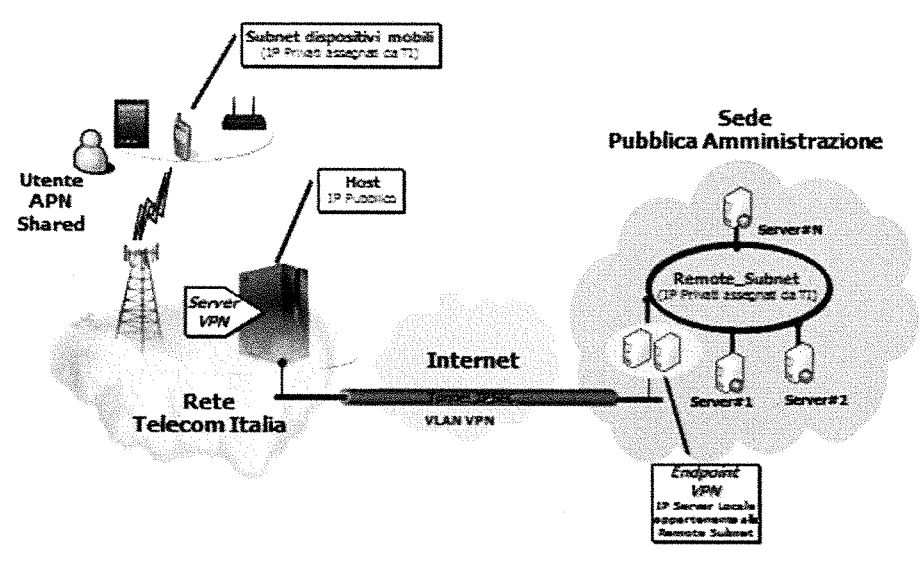 Subnet dispositivi mobili
(IP Privati assegnati da TI)
Sede
Pubblica Amministrazione
Utente
APN
Shared
Host
IP Pubblico
Server#N
Remote_Subnet
(IP Privati assegnati da TI)
Server
VPN
Internet
Rete
Telecom Italia
Tunnel IPSec
VLAN VPN
Server#1
Server#2
Endpoint
VPN
IP Server Locale
appartenente alla
Remote Subnet